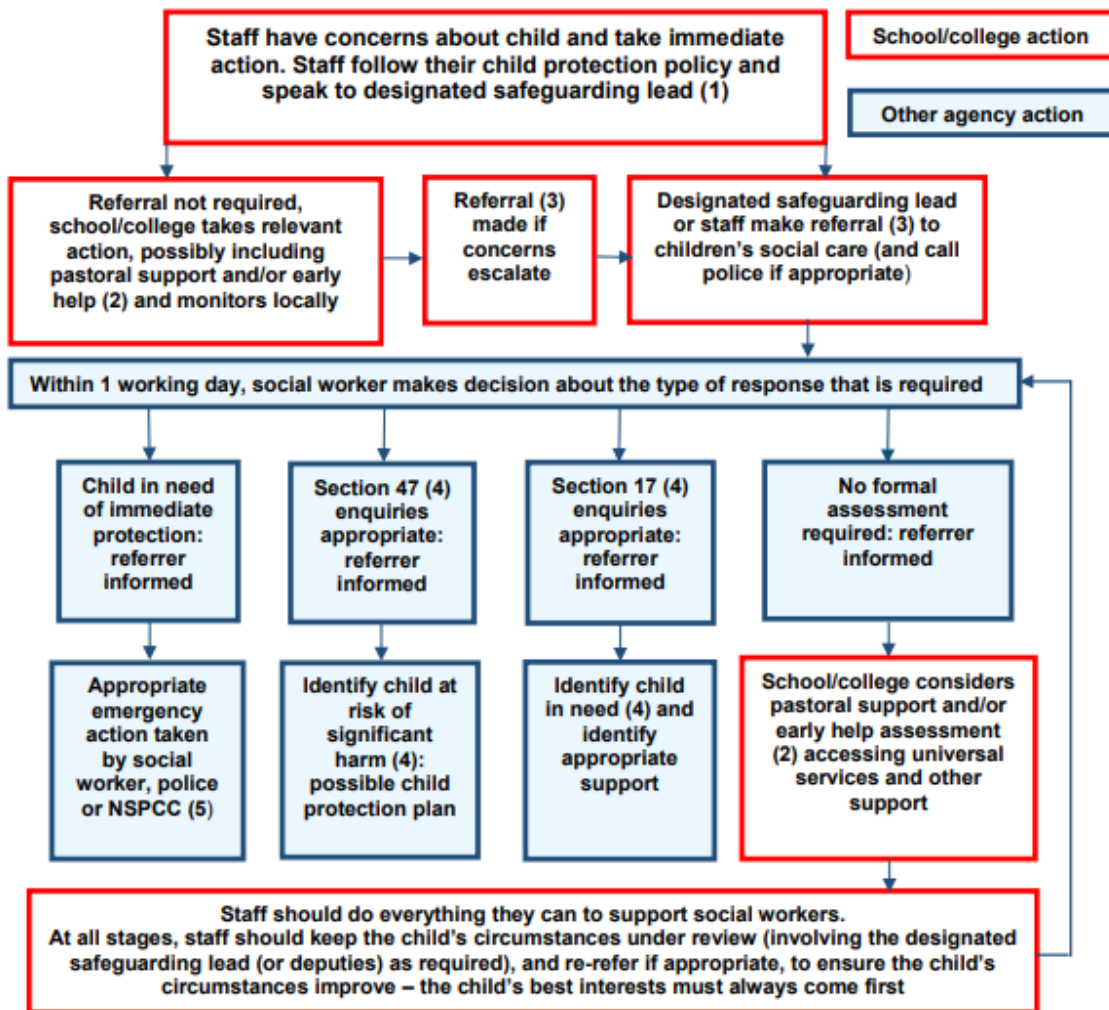 Staff have concerns about child and take immediate
action. Staff follow their child protection policy and
speak to designated safeguarding lead (1)
School/college action
Other agency action
Referral not required,
school/college takes relevant
action, possibly including
pastoral support and/or early
help (2) and monitors locally
Referral (3)
made if
concerns
escalate
Designated safeguarding lead
or staff make referral (3) to
children’s social care (and call
police if appropriate)
Within 1 working day, social worker makes decision about the type of response that is required
Child in need
of immediate
protection:
referrer
informed
Section 47 (4)
enquiries
appropriate:
referrer
informed
Section 17 (4)
enquiries
appropriate:
referrer
informed
No formal
assessment
required: referrer
informed
Appropriate
emergency
action taken
by social
worker, police
or NSPCC (5)
Identify child at
risk of
significant
harm (4):
possible child
protection plan
Identify child
in need (4) and
identify
appropriate
support
School/college considers
pastoral support and/or
early help assessment
(2) accessing universal
services and other
support
Staff should do everything they can to support social workers.
At all stages, staff should keep the child’s circumstances under review (involving the designated
safeguarding lead (or deputies) as required), and re-refer if appropriate, to ensure the child’s
circumstances improve – the child’s best interests must always come first